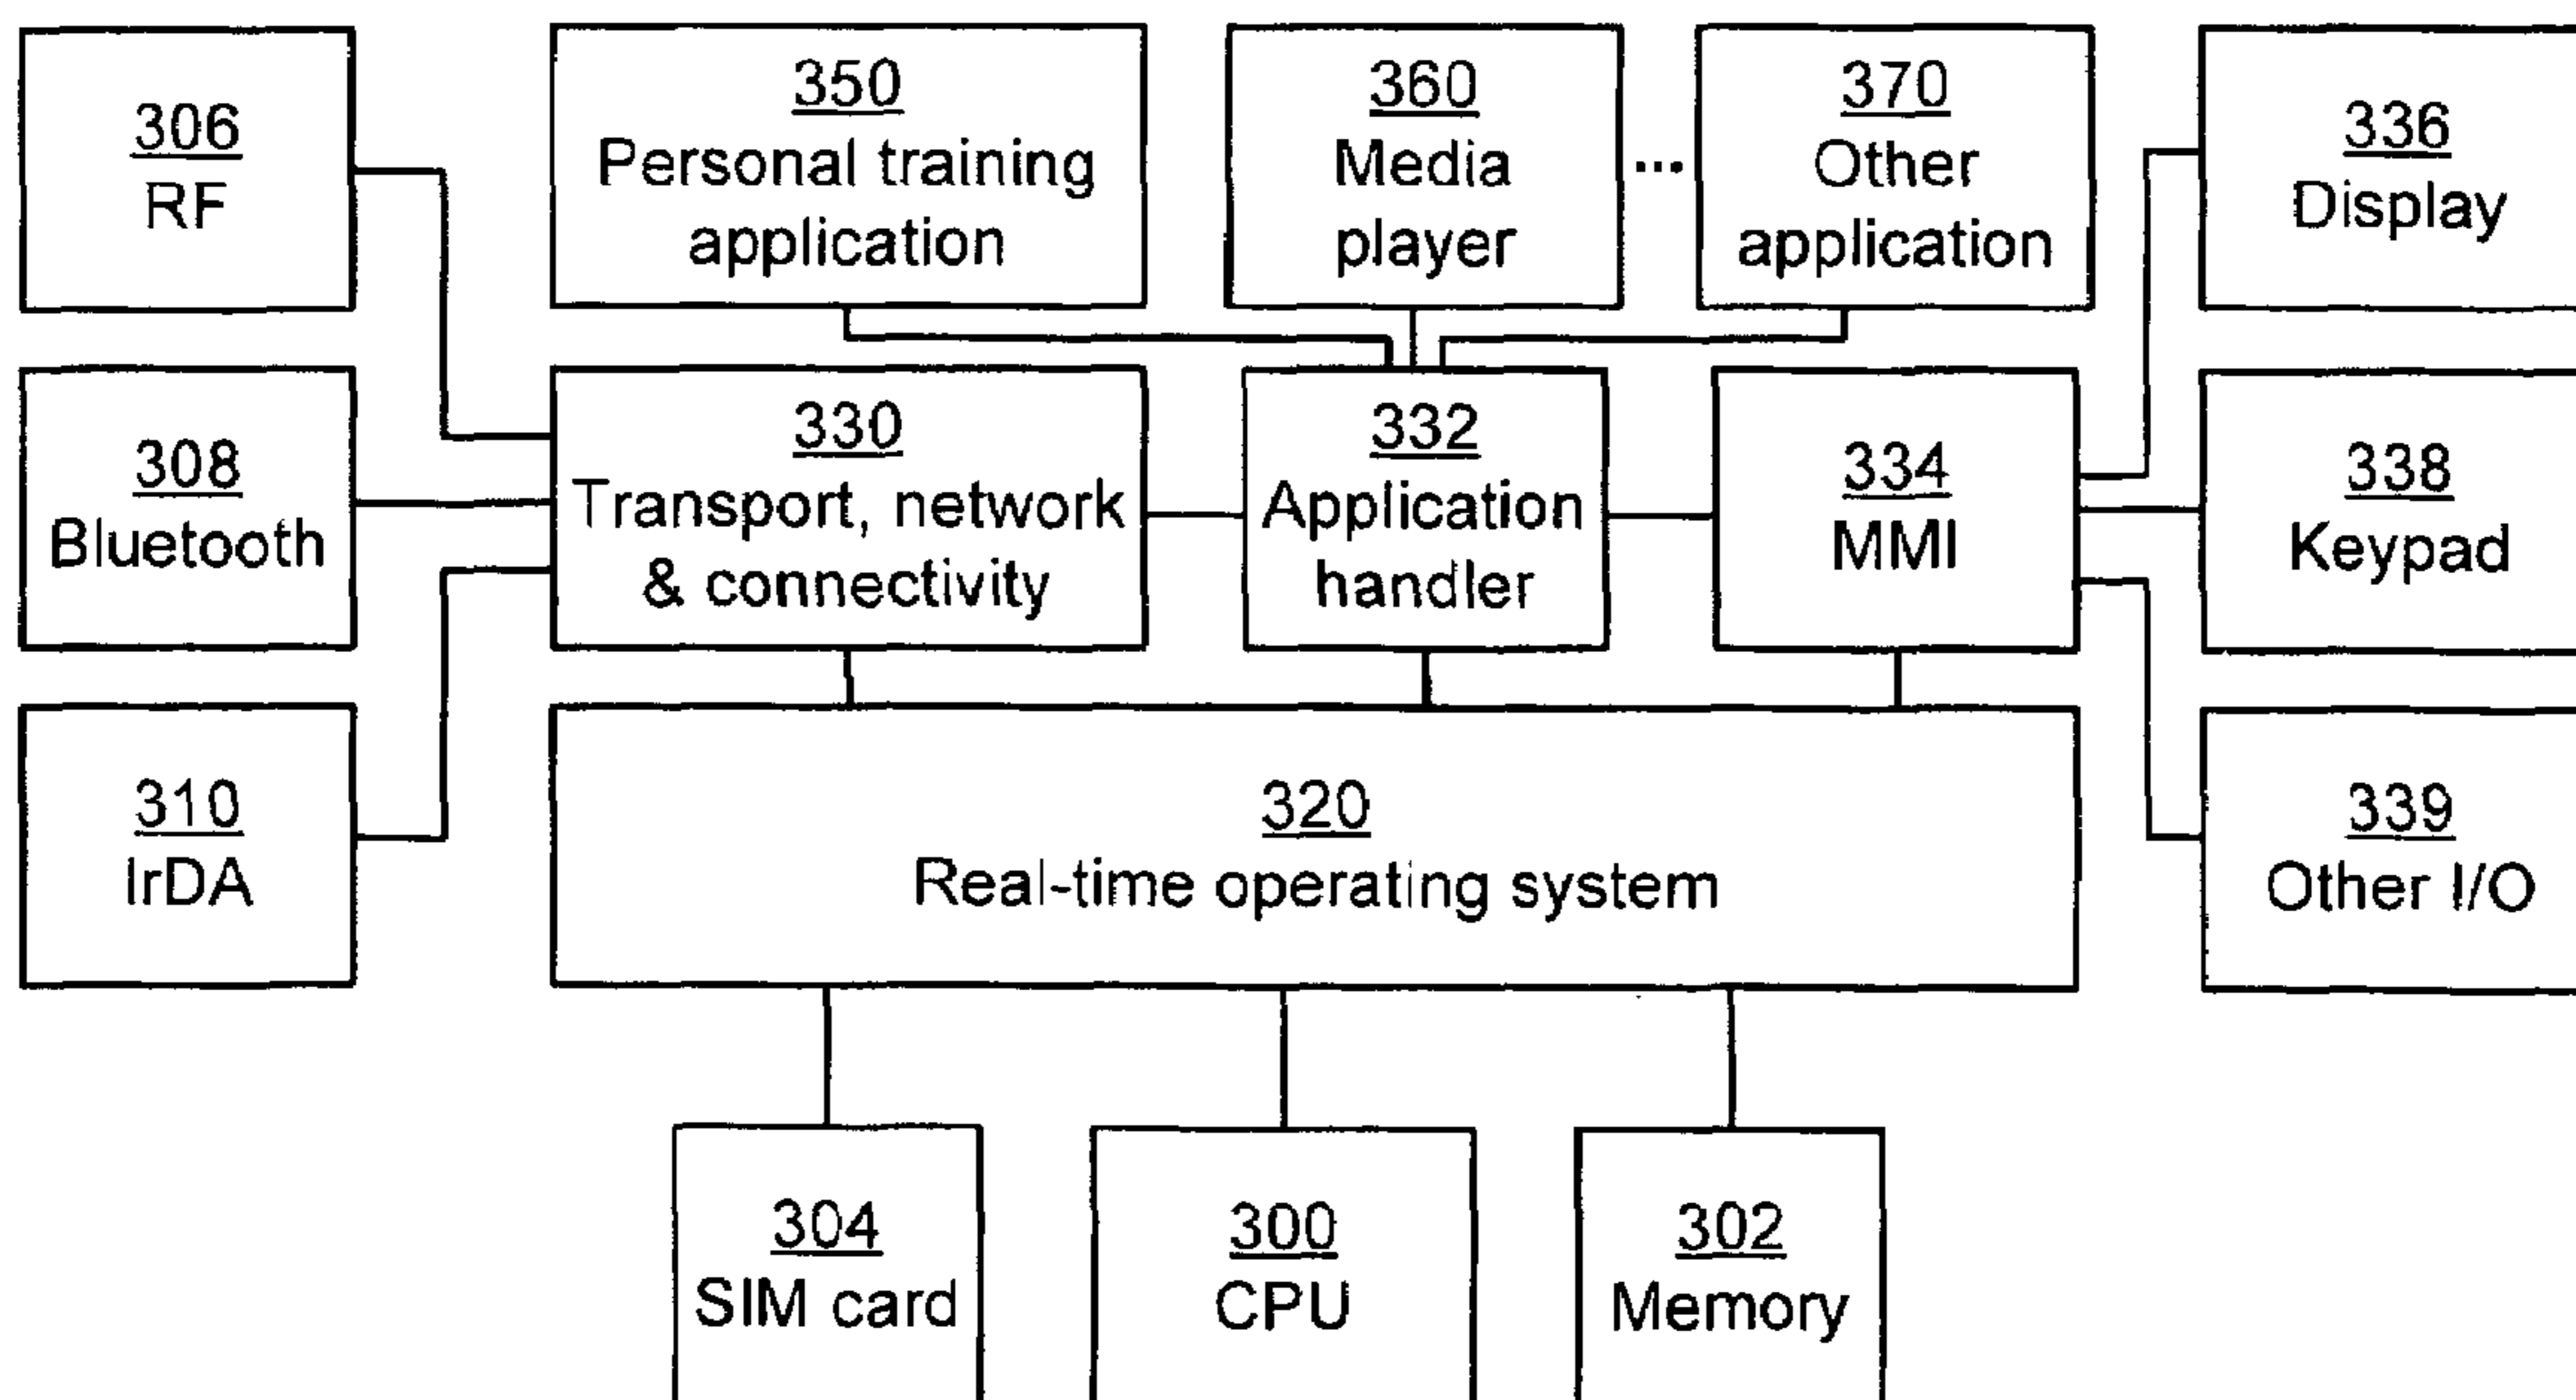 306
RF
350
Personal training
application
360
Media
player
...
370
Other
application
336
Display
308
Bluetooth
330
Transport, network
& connectivity
332
Application
handler
334
MMI
338
Keypad
310
IrDA
320
Real-time operating system
339
Other I/O
304
SIM card
300
CPU
302
Memory